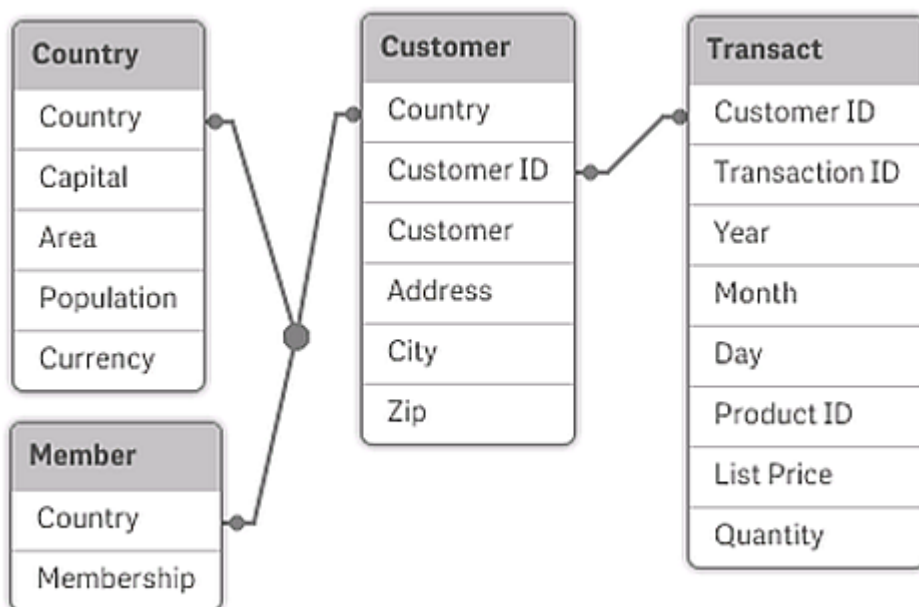 Country
Country
Capital
Area
Population
Currency
Member
Country
Membership
Customer
Country
Customer ID
Customer
Address
City
Zip
Transact
Customer ID
Transaction ID
Year
Month
Day
Product ID
List Price
Quantity